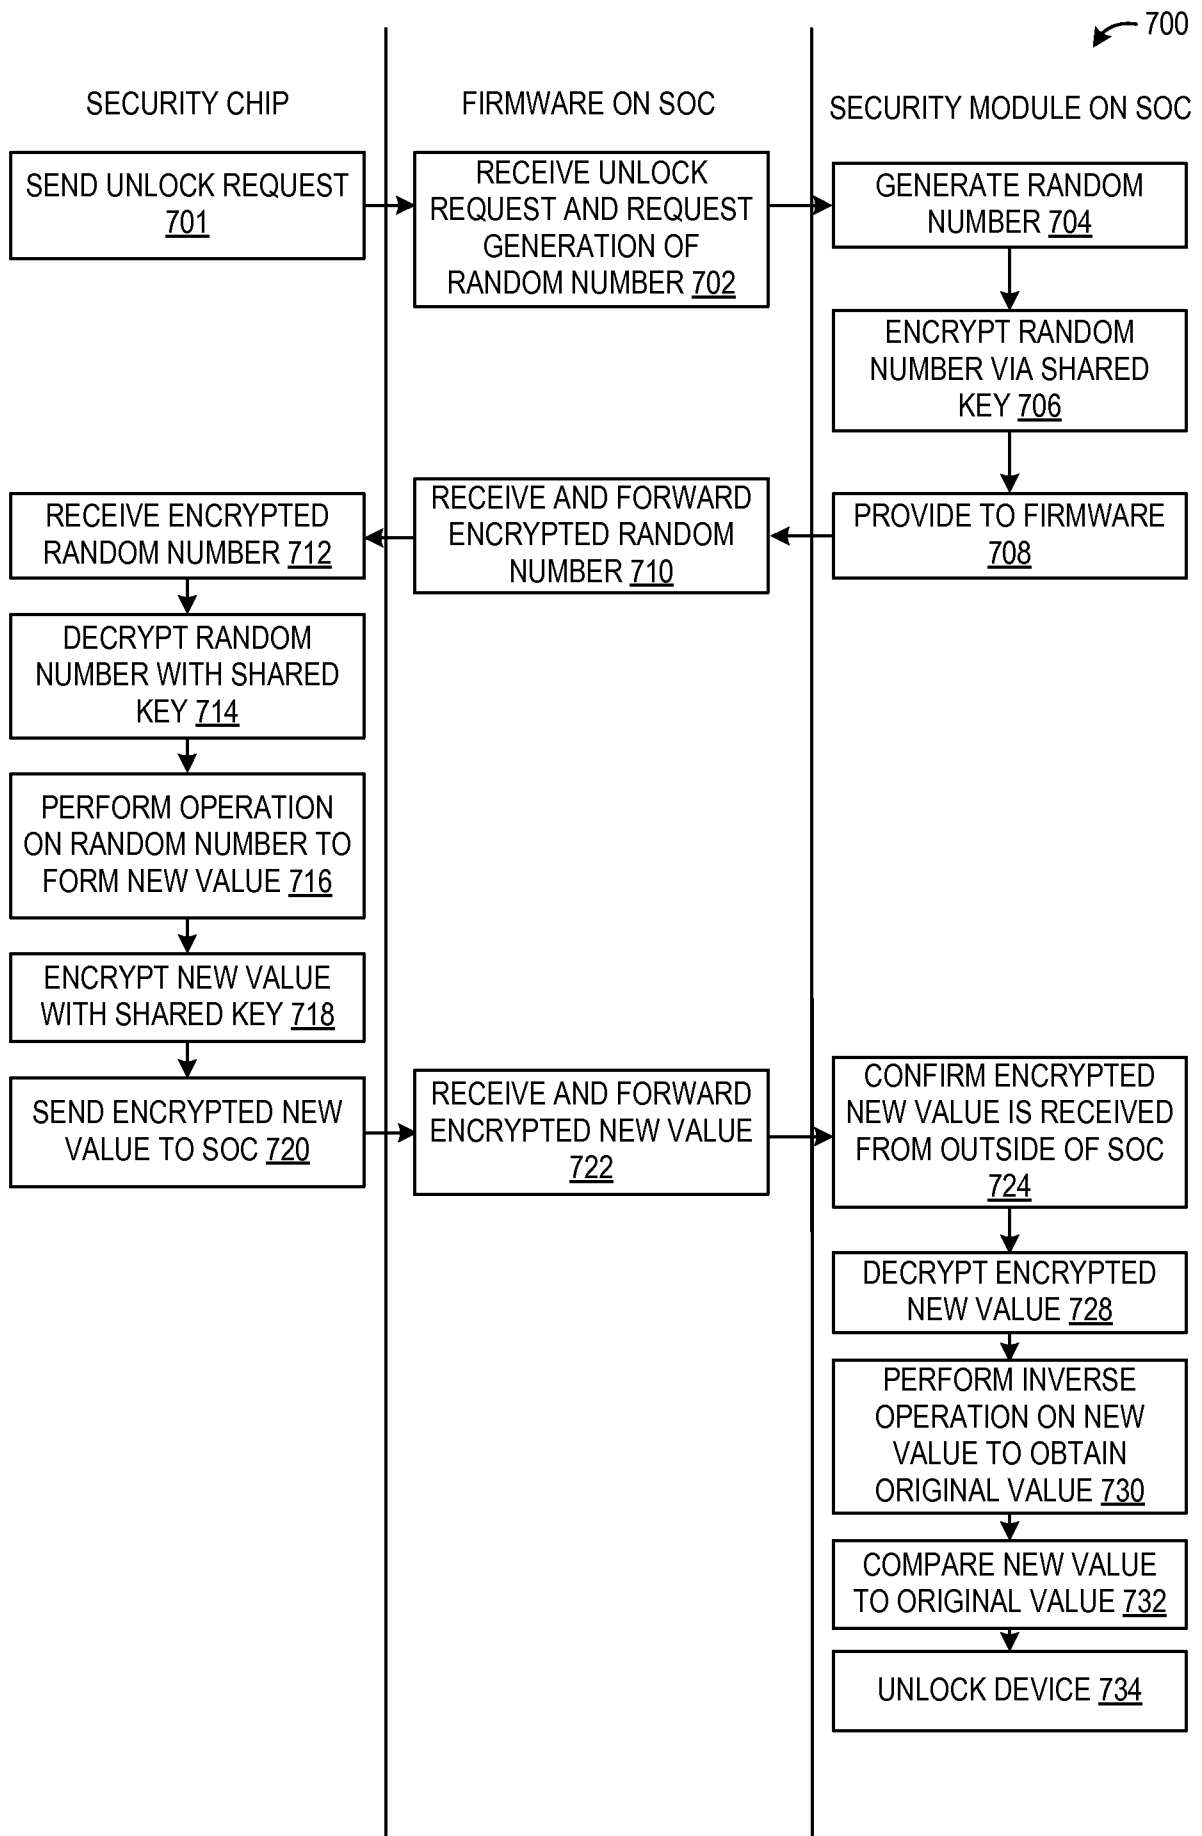 700
SECURITY CHIP
FIRMWARE ON SOC
SECURITY MODULE ON SOC
SEND UNLOCK REQUEST
701
RECEIVE UNLOCK
REQUEST AND REQUEST
GENERATION OF
RANDOM NUMBER 702
GENERATE RANDOM
NUMBER 704
ENCRYPT RANDOM
NUMBER VIA SHARED
KEY 706
PROVIDE TO FIRMWARE
708
RECEIVE AND FORWARD
ENCRYPTED RANDOM
NUMBER 710
RECEIVE ENCRYPTED
RANDOM NUMBER 712
DECRYPT RANDOM
NUMBER WITH SHARED
KEY 714
PERFORM OPERATION
ON RANDOM NUMBER TO
FORM NEW VALUE 716
ENCRYPT NEW VALUE
WITH SHARED KEY 718
SEND ENCRYPTED NEW
VALUE TO SOC 720
RECEIVE AND FORWARD
ENCRYPTED NEW VALUE
722
CONFIRM ENCRYPTED
NEW VALUE IS RECEIVED
FROM OUTSIDE OF SOC
724
DECRYPT ENCRYPTED
NEW VALUE 728
PERFORM INVERSE
OPERATION ON NEW
VALUE TO OBTAIN
ORIGINAL VALUE 730
COMPARE NEW VALUE
TO ORIGINAL VALUE 732
UNLOCK DEVICE 734